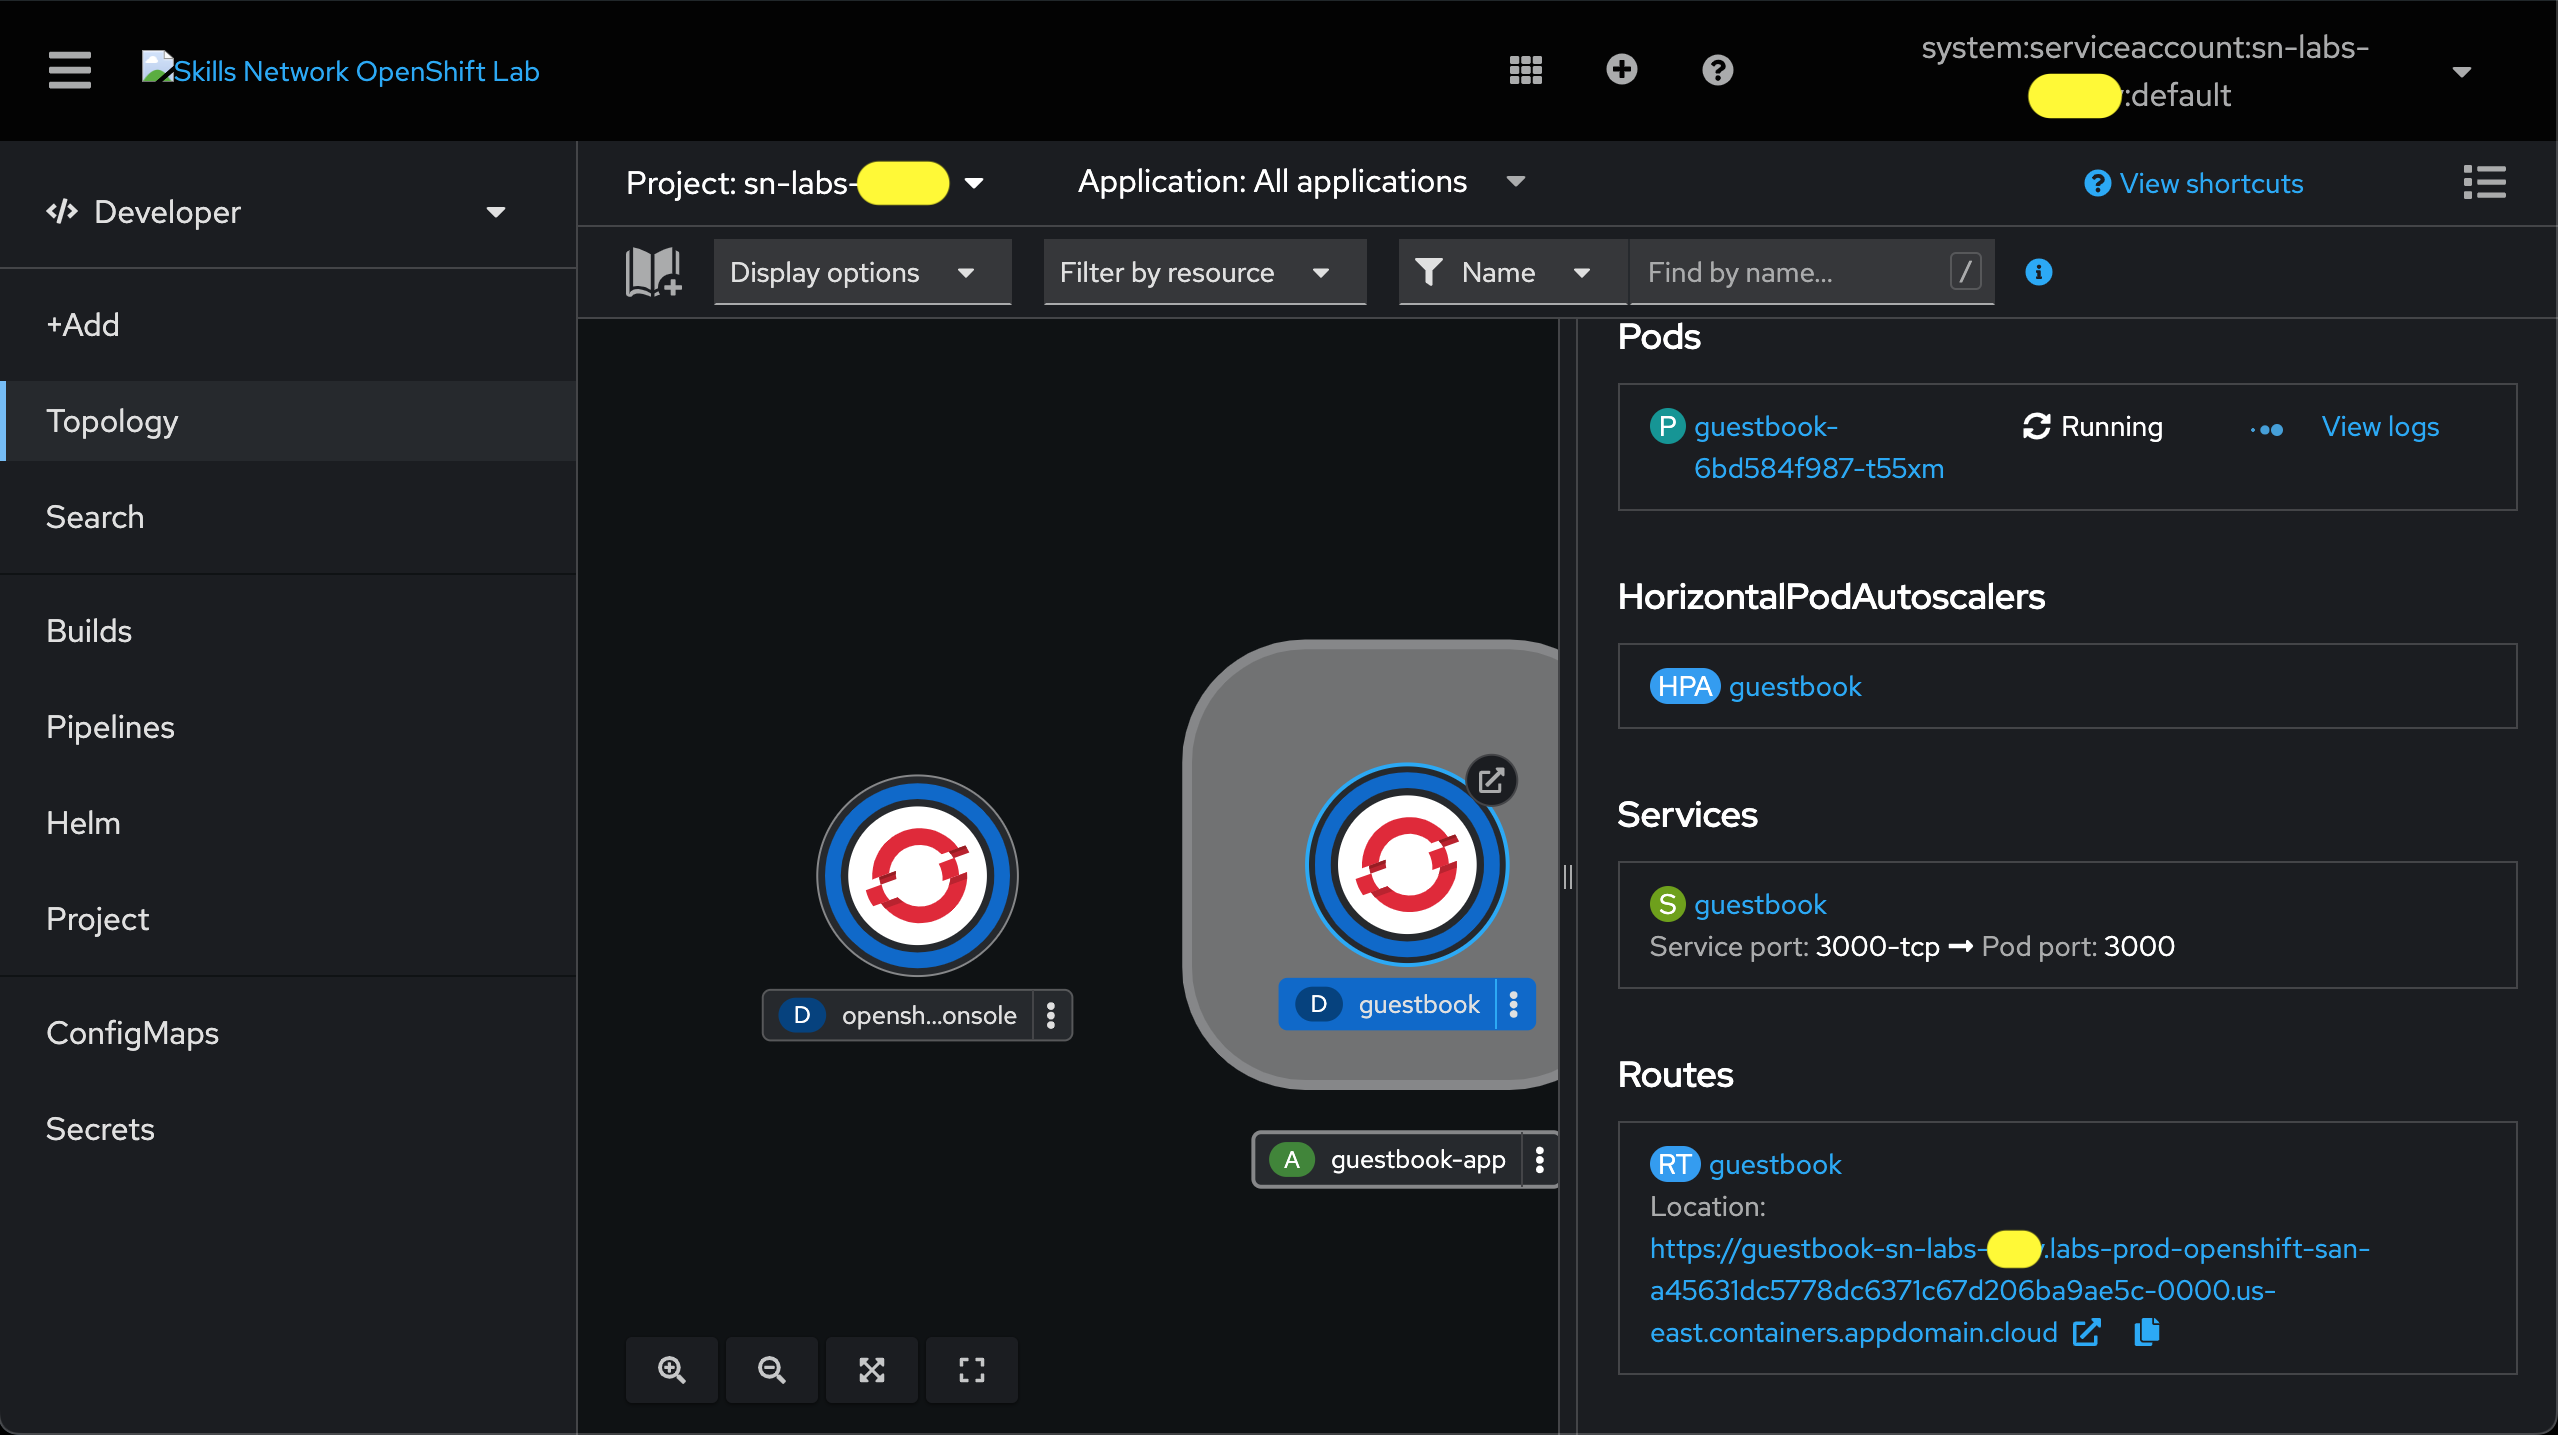 Skills Network OpenShift Lab
system:serviceaccount:sn-labs-
:default
Developer
+Add
Topology
Search
Builds
Pipelines
Helm
Project
ConfigMaps
Secrets
Project: sn-labs-
Application: All applications
View shortcuts
Display options
Filter by resource
Name
Find by name...
/
D opensh...onsole
D guestbook
A guestbook-app
Pods
P guestbook-
6bd584f987-t55xm
Running
View logs
HorizontalPodAutoscalers
HPA guestbook
Services
S guestbook
Service port: 3000-tcp → Pod port: 3000
Routes
RT guestbook
Location:
https://guestbook-sn-labs- .labs-prod-openshift-san-
a45631dc5778dc6371c67d206ba9ae5c-0000.us-
east.containers.appdomain.cloud